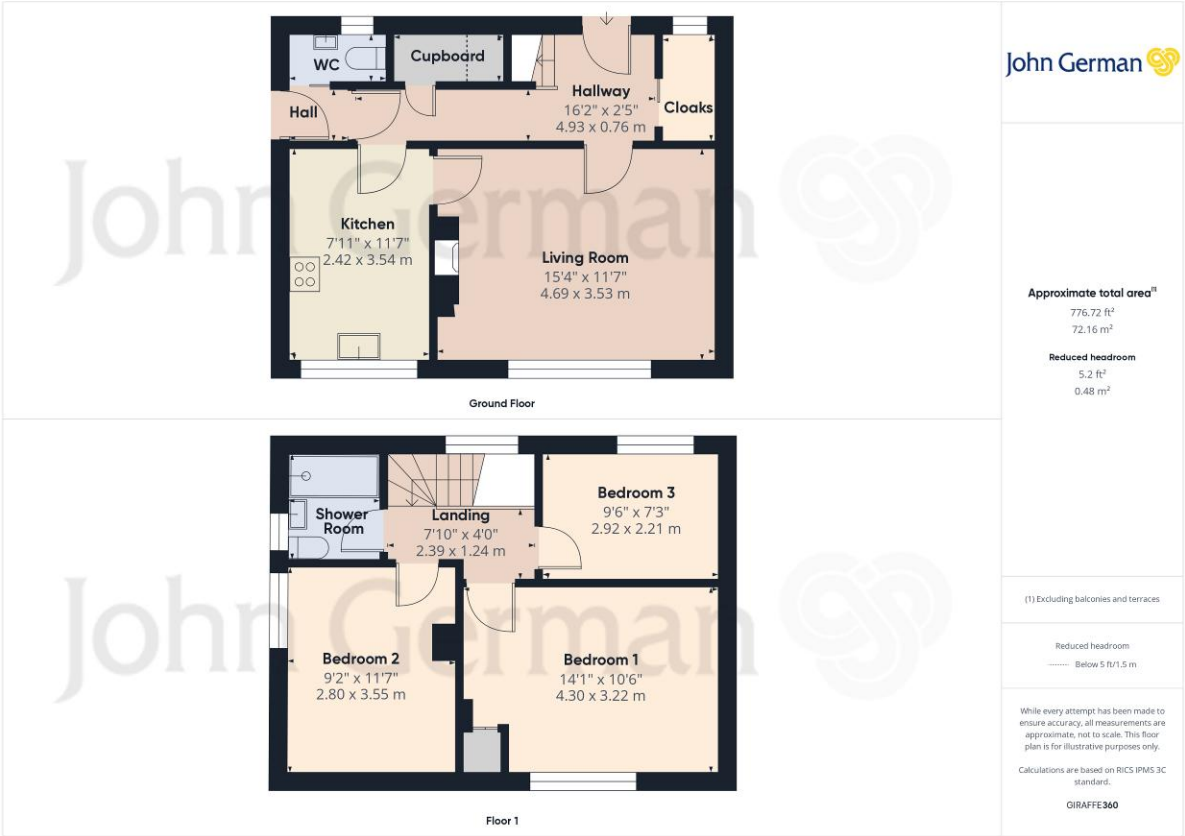 WC
Cupboard
Hall
Hallway
16'2" x 2'5"
4.93 x 0.76 m
Cloaks
Kitchen
7'11" x 11'7"
2.42 x 3.54 m
Living Room
15'4" x 11'7"
4.69 x 3.53 m
John German
Ground Floor
Shower
Room
Landing
7'10" x 4'0"
2.39 x 1.24 m
Bedroom 3
9'6" x 7'3"
2.92 x 2.21 m
Bedroom 2
9'2" x 11'7"
2.80 x 3.55 m
Bedroom 1
14'1" x 10'6"
4.30 x 3.22 m
John German
Floor 1
John German
Approximate total area(1)
776.72 ft²
72.16 m²
Reduced headroom
5.2 ft²
0.48 m²
(1) Excluding balconies and terraces
Reduced headroom
Below 5 ft/1.5 m
While every attempt has been made to
ensure accuracy, all measurements are
approximate, not to scale. This floor
plan is for illustrative purposes only.
Calculations are based on RICS IPMS 3C
standard.
GIRAFFE360